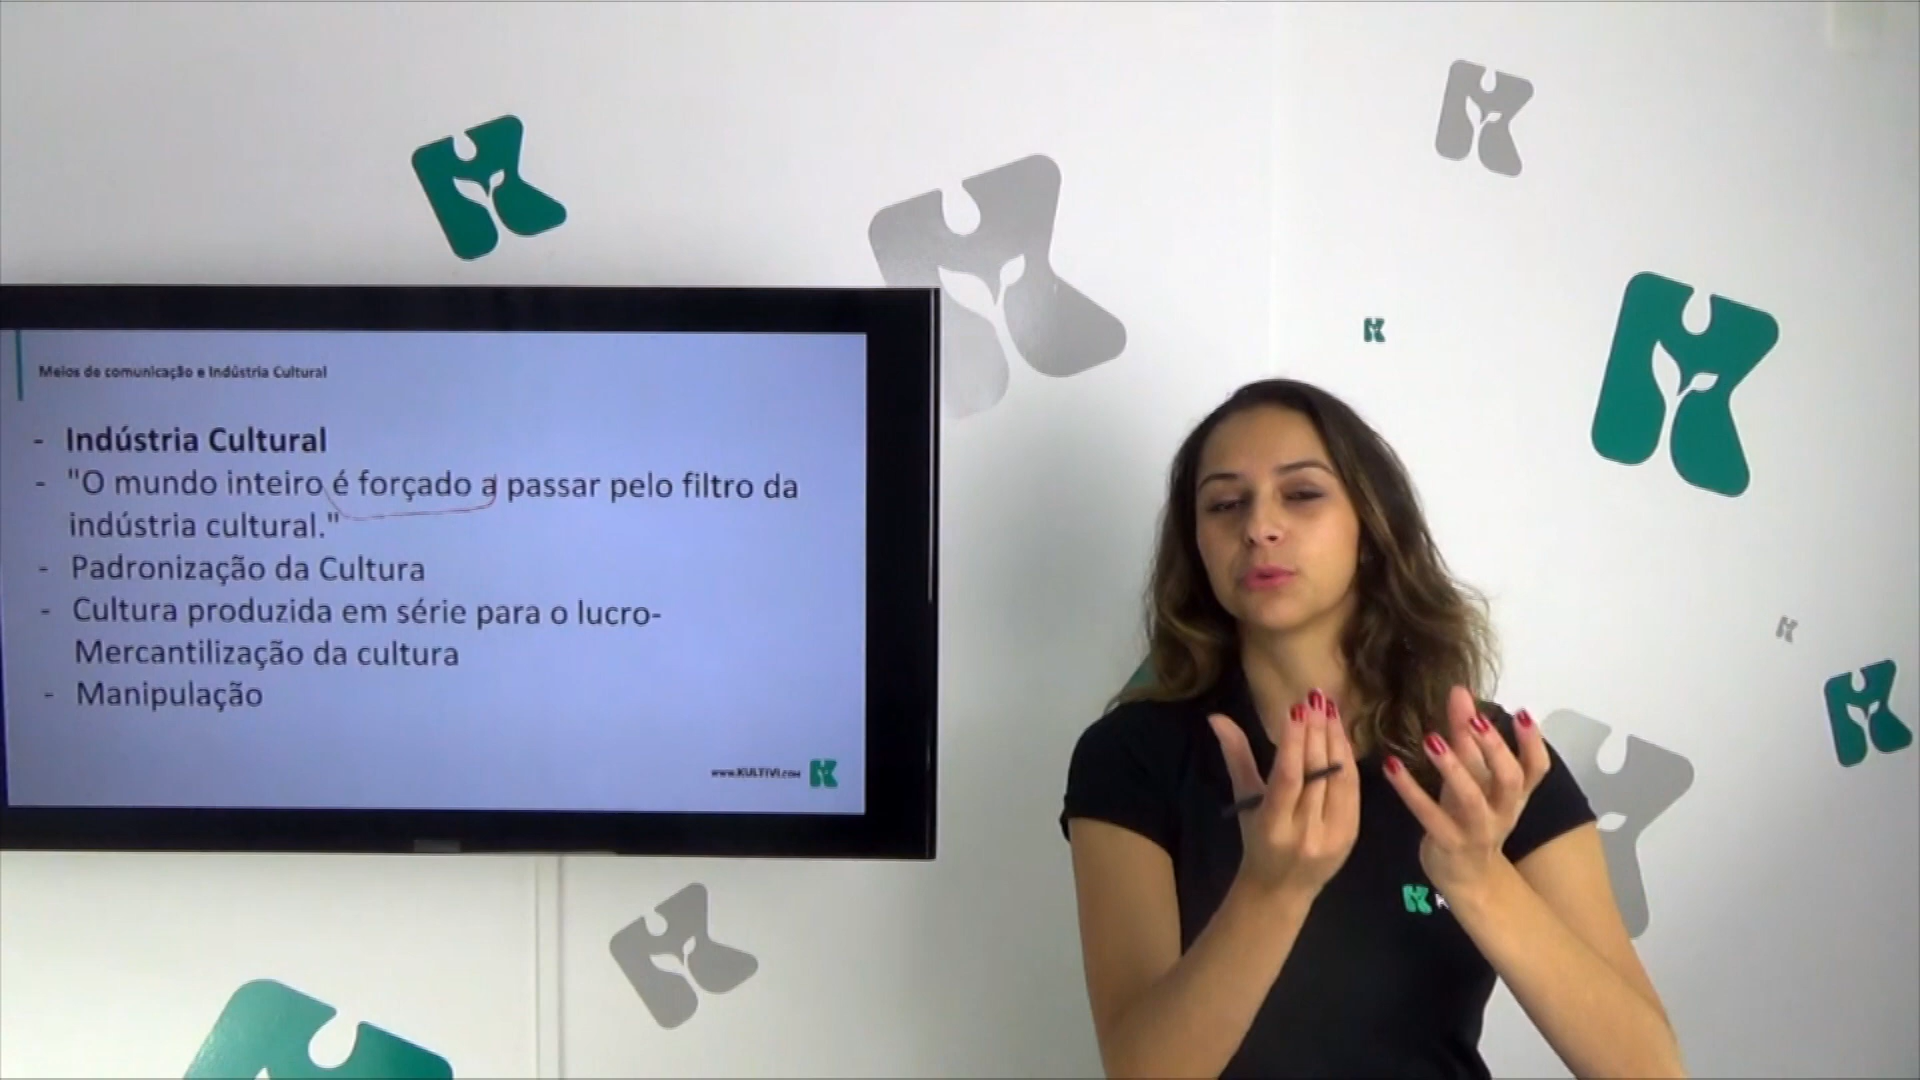 Meios de comunicação e Indústria Cultural
- Indústria Cultural
- "O mundo inteiro é forçado a passar pelo filtro da
indústria cultural."
- Padronização da Cultura
- Cultura produzida em série para o lucro-
Mercantilização da cultura
- Manipulação
www.KULTIVI.com